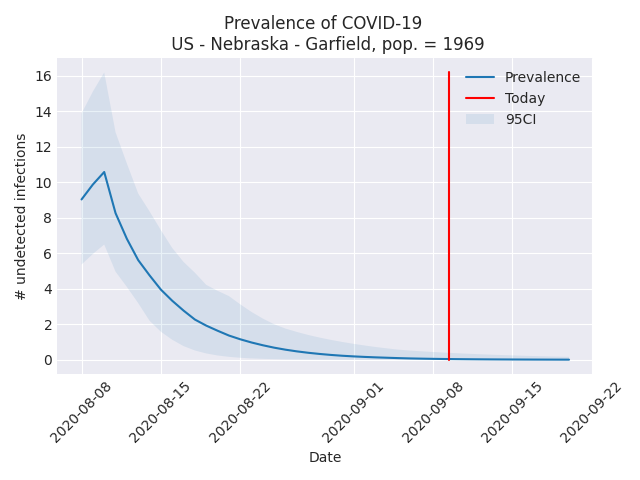 Prevalence of COVID-19
US - Nebraska - Garfield, pop. = 1969
Prevalence
Today
95CI
# undetected infections
16
14
12
10
8
6
4
2
0
2020-08-08
2020-08-15
2020-08-22
2020-09-01
2020-09-08
2020-09-15
2020-09-22
Date